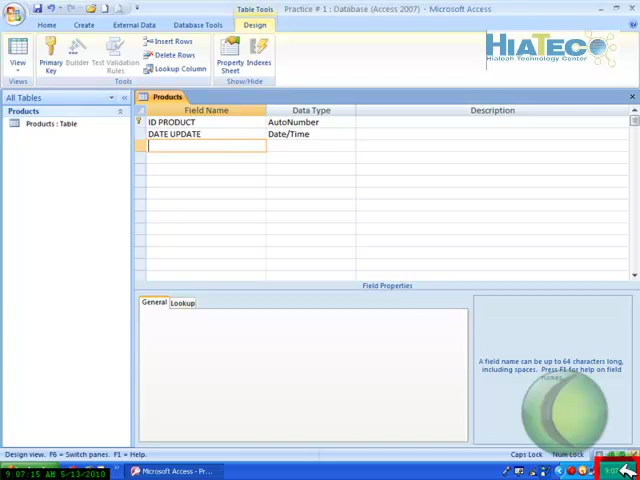 Table Tools
Practice # 1 : Database (Access 2007) - Microsoft Access
Home
Create
External Data
Database Tools
Design
View
Primary Key
Builder
Test Validation Rules
Insert Rows
Delete Rows
Lookup Column
Property Sheet
Indexes
Views
Tools
Show/Hide
HIATECO
Hialeah Technology Center
All Tables
Products
Products : Table
Products
Field Name
Data Type
Description
ID PRODUCT
AutoNumber
DATE UPDATE
Date/Time
Field Properties
General
Lookup
A field name can be up to 64 characters long,
including spaces. Press F1 for help on field
names.
Design view. F6 = Switch panes. F1 = Help.
Caps Lock
Num Lock
9:07:15 AM 5/13/2010
Microsoft Access - Pr...